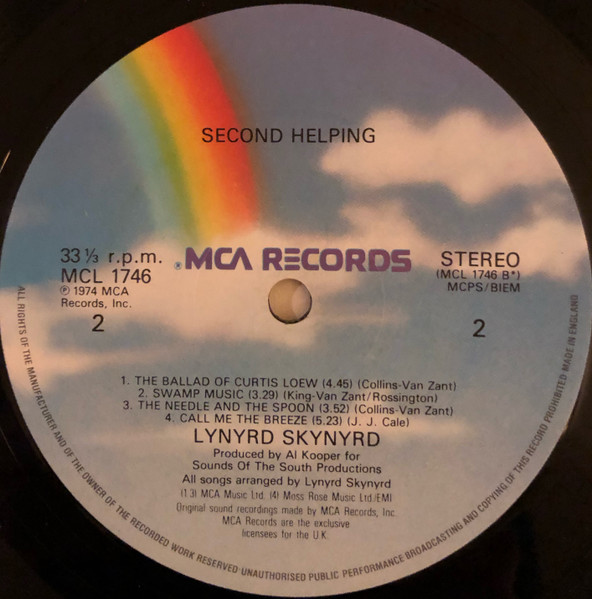 SECOND HELPING
33 ⅓ r.p.m.
MCL 1746
℗ 1974 MCA
Records, Inc.
2
® MCA RECORDS
STEREO
(MCL 1746 B*)
MCPS/BIEM
2
1. THE BALLAD OF CURTIS LOEW (4.45) (Collins-Van Zant)
2. SWAMP MUSIC (3.29) (King-Van Zant/Rossington)
3. THE NEEDLE AND THE SPOON (3.52) (Collins-Van Zant)
4. CALL ME THE BREEZE (5.23) (J. J. Cale)
LYNYRD SKYNYRD
Produced by Al Kooper for
Sounds Of The South Productions
All songs arranged by Lynyrd Skynyrd
(1.3) MCA Music Ltd. (4) Moss Rose Music Ltd./EMI
Original sound recordings made by MCA Records, Inc.
MCA Records are the exclusive
licensees for the U.K.
ALL RIGHTS OF THE MANUFACTURER AND OF THE OWNER OF THE RECORDED WORK RESERVED UNAUTHORISED PUBLIC PERFORMANCE BROADCASTING AND COPYING OF THIS RECORD PROHIBITED MADE IN ENGLAND